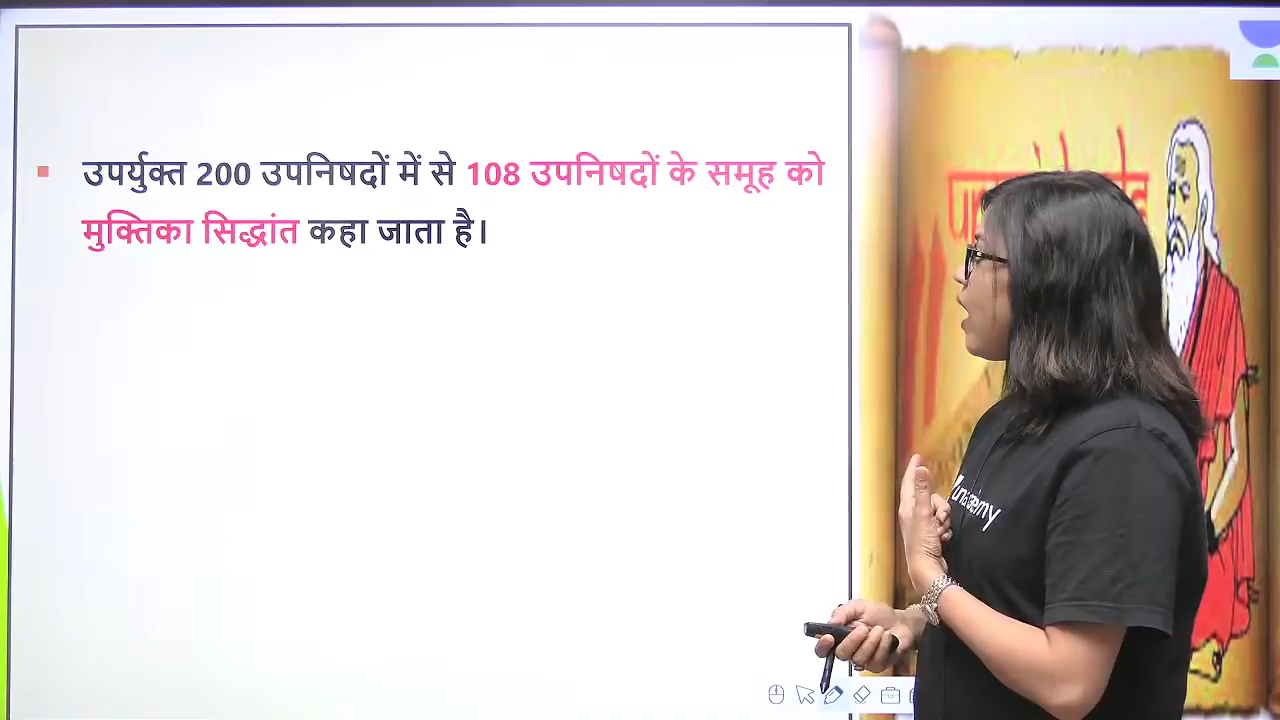 उपर्युक्त 200 उपनिषदों में से 108 उपनिषदों के समूह को
मुक्तिका सिद्धांत कहा जाता है।